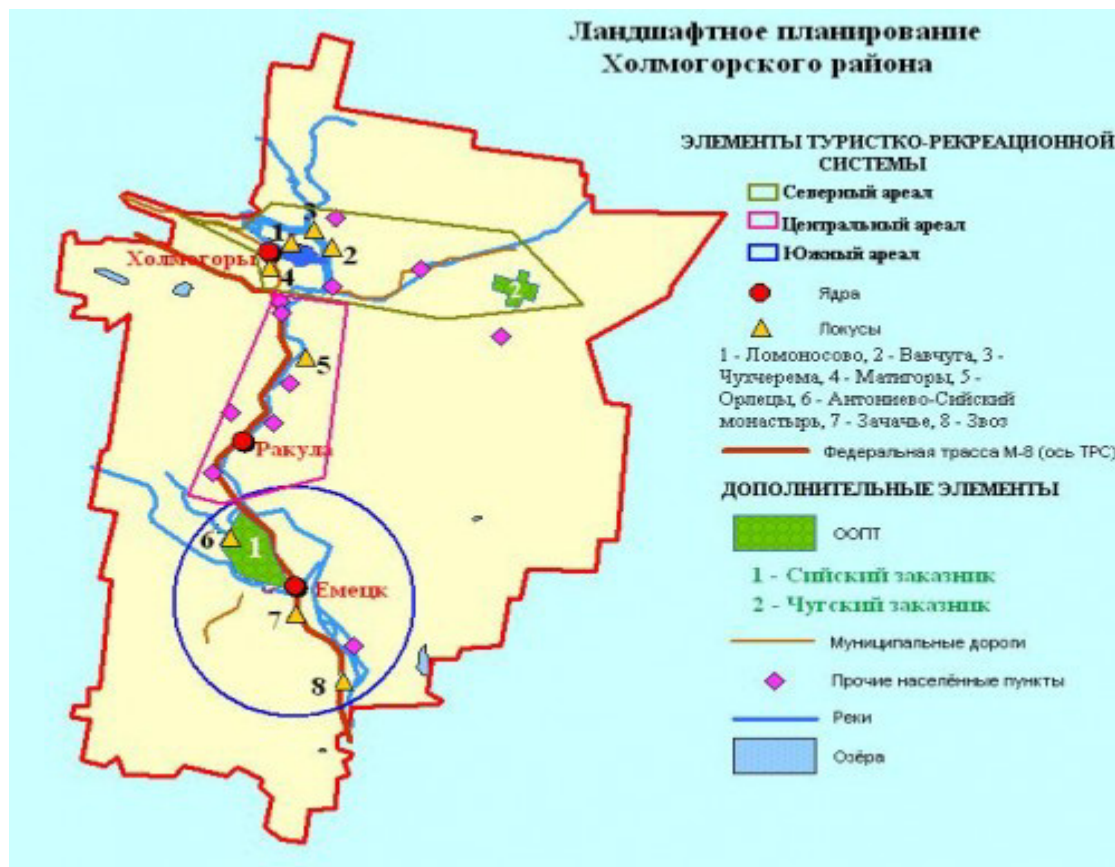 Ландшафтное планирование
Холмогорского района
ЭЛЕМЕНТЫ ТУРИСТКО-РЕКРЕАЦИОННОЙ
СИСТЕМЫ
Северный ареал
Центральный ареал
Южный ареал
Ядра
Локусы
1 - Ломоносово, 2 - Вавчуга, 3 -
Чухчерема, 4 - Матигоры, 5 -
Орлецы, 6 - Антониево-Сийский
монастырь, 7 - Зачачье, 8 - Звоз
Федеральная трасса М-8 (ось ТРС)
ДОПОЛНИТЕЛЬНЫЕ ЭЛЕМЕНТЫ
ООПТ
1 - Сийский заказник
2 - Чугский заказник
Муниципальные дороги
Прочие населённые пункты
Реки
Озёра
3
1
2
Холмогоры
4
2
5
Ракула
6
1
Емецк
7
8